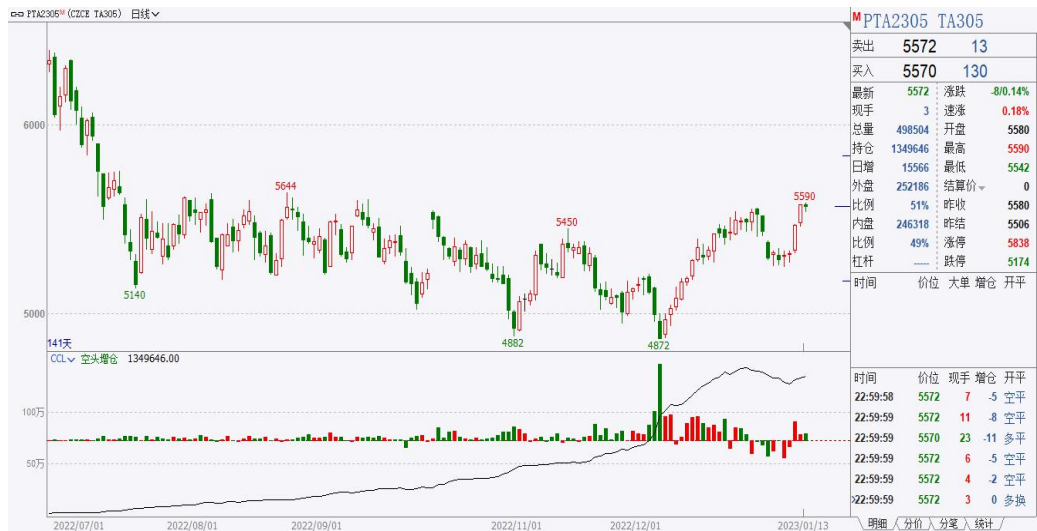 PTA2305M (CZCE TA305) 日线
M PTA2305 TA305
卖出 5572 13
买入 5570 130
最新 5572 涨跌 -8/0.14%
现手 3 速涨 0.18%
总量 498504 开盘 5580
持仓 1349646 最高 5590
日增 15566 最低 5542
外盘 252186 结算价 0
比例 51% 昨收 5580
内盘 246318 昨结 5506
比例 49% 涨停 5838
杠杆 ----- 跌停 5174
时间 价位 大单 增仓 开平
6000
5644
5590
5450
5140
5000
4882
4872
141天
CCL 空头增仓 1349646.00
100万
50万
时间 价位 现手 增仓 开平
22:59:58 5572 7 -5 空平
22:59:59 5572 11 -8 空平
22:59:59 5570 23 -11 多平
22:59:59 5572 6 -5 空平
22:59:59 5572 4 -2 空平
22:59:59 5572 3 0 多换
2022/07/01 2022/08/01 2022/09/01 2022/11/01 2022/12/01 2023/01/13
明细 分价 分笔 统计